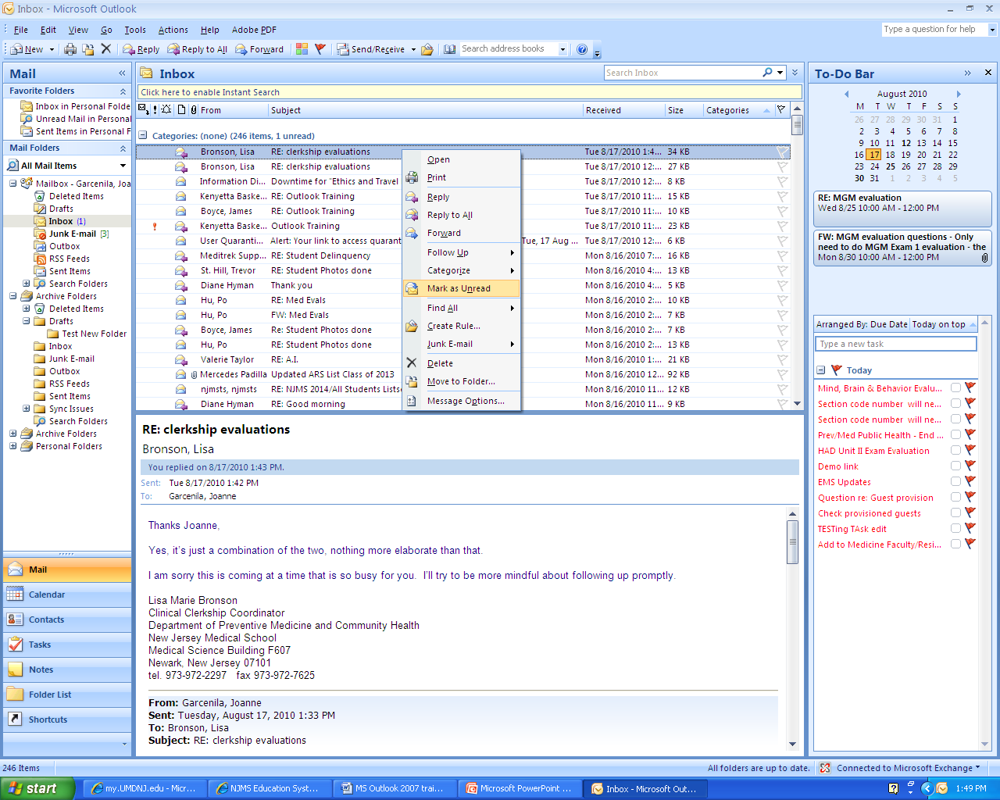 Inbox - Microsoft Outlook
File Edit View Go Tools Actions Help Adobe PDF
Type a question for help
New Reply Reply to All Forward Send/Receive Search address books
Mail «
Favorite Folders
Inbox in Personal Folde
Unread Mail in Personal
Sent Items in Personal F
Mail Folders
All Mail Items
Mailbox - Garcenila, Joa
Deleted Items
Drafts
Inbox (1)
Junk E-mail [3]
Outbox
RSS Feeds
Sent Items
Search Folders
Archive Folders
Deleted Items
Drafts
Test New Folder
Inbox
Junk E-mail
Outbox
RSS Feeds
Sent Items
Sync Issues
Search Folders
Archive Folders
Personal Folders
Mail
Calendar
Contacts
Tasks
Notes
Folder List
Shortcuts
Inbox
Search Inbox
Click here to enable Instant Search
From Subject Received Size Categories
Categories: (none) (246 items, 1 unread)
Bronson, Lisa RE: clerkship evaluations Tue 8/17/2010 1:4... 34 KB
Bronson, Lisa RE: clerkship evaluations Tue 8/17/2010 12:... 27 KB
Information Di... Downtime for "Ethics and Travel Tue 8/17/2010 12:... 8 KB
Kenyetta Baske... RE: Outlook Training Tue 8/17/2010 11:... 15 KB
Boyce, James RE: Outlook Training Tue 8/17/2010 11:... 10 KB
Kenyetta Baske... Outlook Training Tue 8/17/2010 11:... 23 KB
User Quaranti... Alert: Your link to access quarant Tue, 17 Aug ... Tue 8/17/2010 12:... 9 KB
Meditrek Supp... RE: Student Delinquency Mon 8/16/2010 7:... 16 KB
St. Hill, Trevor RE: Student Photos done Mon 8/16/2010 4:... 13 KB
Diane Hyman Thank you Mon 8/16/2010 4:... 5 KB
Hu, Po RE: Med Evals Mon 8/16/2010 3:... 10 KB
Hu, Po FW: Med Evals Mon 8/16/2010 2:... 7 KB
Boyce, James RE: Student Photos done Mon 8/16/2010 2:... 7 KB
Hu, Po RE: Student Photos done Mon 8/16/2010 2:... 13 KB
Valerie Taylor RE: A.I. Mon 8/16/2010 1:... 21 KB
Mercedes Padilla Updated ARS List Class of 2013 Mon 8/16/2010 12... 92 KB
njmsts, njmsts RE: NJMS 2014/All Students Lists Mon 8/16/2010 11... 12 KB
Diane Hyman RE: Good morning Mon 8/16/2010 11... 9 KB
Open
Print
Reply
Reply to All
Forward
Follow Up
Categorize
Mark as Unread
Find All
Create Rule...
Junk E-mail
Delete
Move to Folder...
Message Options...
RE: clerkship evaluations
Bronson, Lisa
You replied on 8/17/2010 1:43 PM.
Sent: Tue 8/17/2010 1:42 PM
To: Garcenila, Joanne
Thanks Joanne,
Yes, it's just a combination of the two, nothing more elaborate than that.
I am sorry this is coming at a time that is so busy for you. I'll try to be more mindful about following up promptly.
Lisa Marie Bronson
Clinical Clerkship Coordinator
Department of Preventive Medicine and Community Health
New Jersey Medical School
Medical Science Building F607
Newark, New Jersey 07101
tel. 973-972-2297 fax 973-972-7625
From: Garcenila, Joanne
Sent: Tuesday, August 17, 2010 1:33 PM
To: Bronson, Lisa
Subject: RE: clerkship evaluations
To-Do Bar » ×
August 2010
M T W T F S S
26 27 28 29 30 31 1
2 3 4 5 6 7 8
9 10 11 12 13 14 15
16 17 18 19 20 21 22
23 24 25 26 27 28 29
30 31 1 2 3 4 5
RE: MGM evaluation
Wed 8/25 10:00 AM - 12:00 PM
FW: MGM evaluation questions - Only
need to do MGM Exam 1 evaluation - the
Mon 8/30 10:00 AM - 12:00 PM
Arranged By: Due Date Today on top
Type a new task
Today
Mind, Brain & Behavior Evalu...
Section code number will ne...
Section code number will ne...
Prev/Med Public Health - End ...
HAD Unit II Exam Evaluation
Demo link
EMS Updates
Question re: Guest provision
Check provisioned guests
TESTing TAsk edit
Add to Medicine Faculty/Resi...
246 Items All folders are up to date. Connected to Microsoft Exchange
start my.UMDNJ.edu - Micr... NJMS Education Syst... MS Outlook 2007 trai... Microsoft PowerPoint ... Inbox - Microsoft Out... 1:49 PM